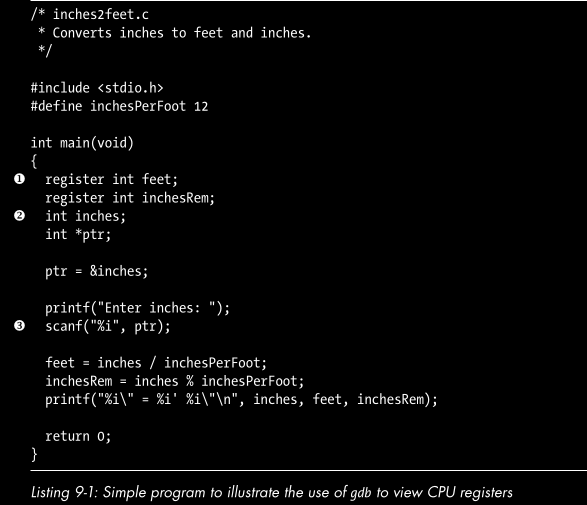 /* inches2feet.c
 * Converts inches to feet and inches.
 */
#include <stdio.h>
#define inchesPerFoot 12
int main(void)
{
❶ register int feet;
register int inchesRem;
❷ int inches;
int *ptr;
ptr = &inches;
printf("Enter inches: ");
❸ scanf("%i", ptr);
feet = inches / inchesPerFoot;
inchesRem = inches % inchesPerFoot;
printf("%i\" = %i' %i\"\n", inches, feet, inchesRem);
return 0;
}
Listing 9-1: Simple program to illustrate the use of gdb to view CPU registers